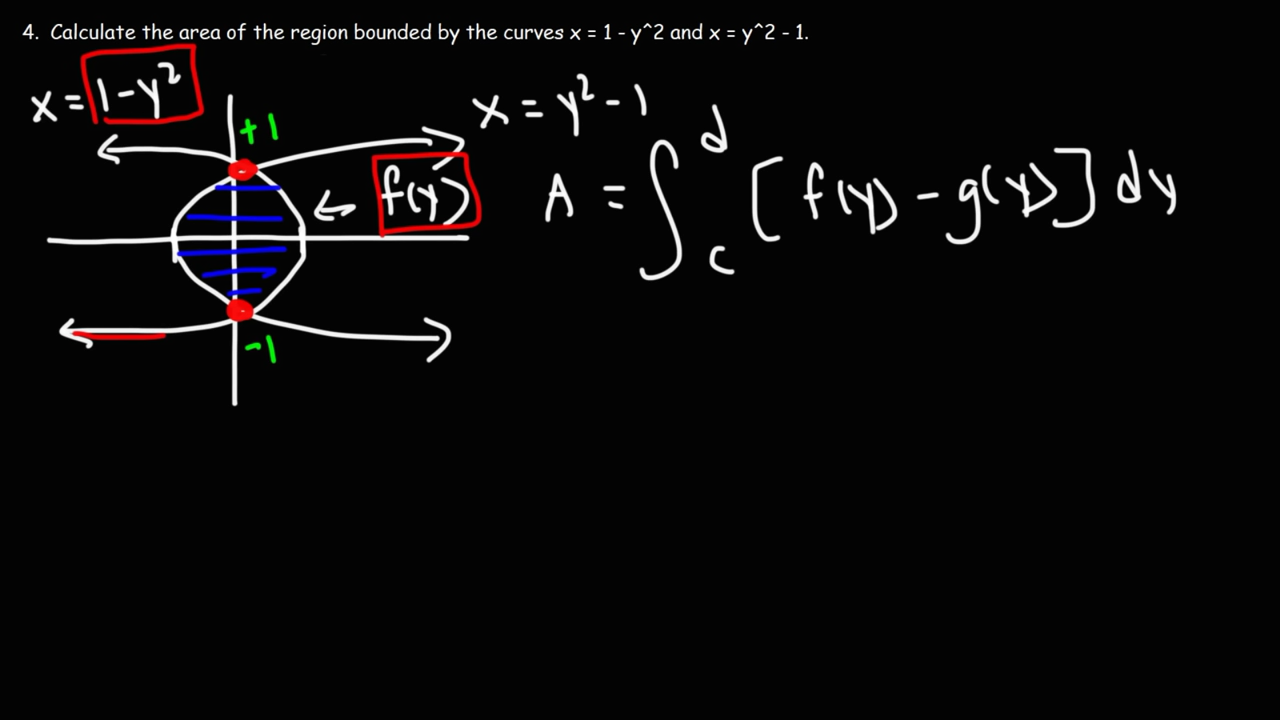 4. Calculate the area of the region bounded by the curves x = 1 - y^2 and x = y^2 - 1.
x = 1 - y²
x = y² - 1
+1
f(y)
A = ∫_c^d [f(y) - g(y)] dy
-1